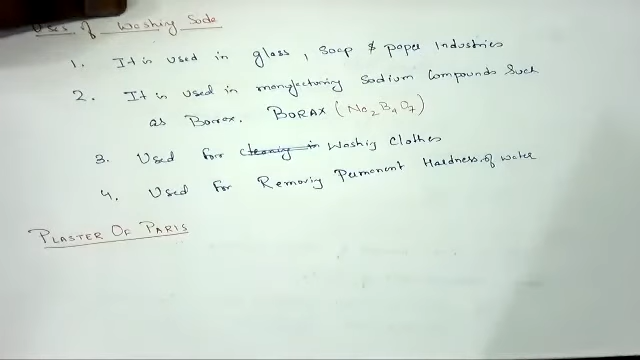 Uses of Washing Soda
1. It is used in glass, soap & paper Industries
2. It is used in manufacturing Sodium Compounds Such
as Borax. BORAX (Na2B4O7)
3. Used for cleaning in Washig Clothes
4. Used for Removing Permanent Hardness of water
PLASTER OF PARIS